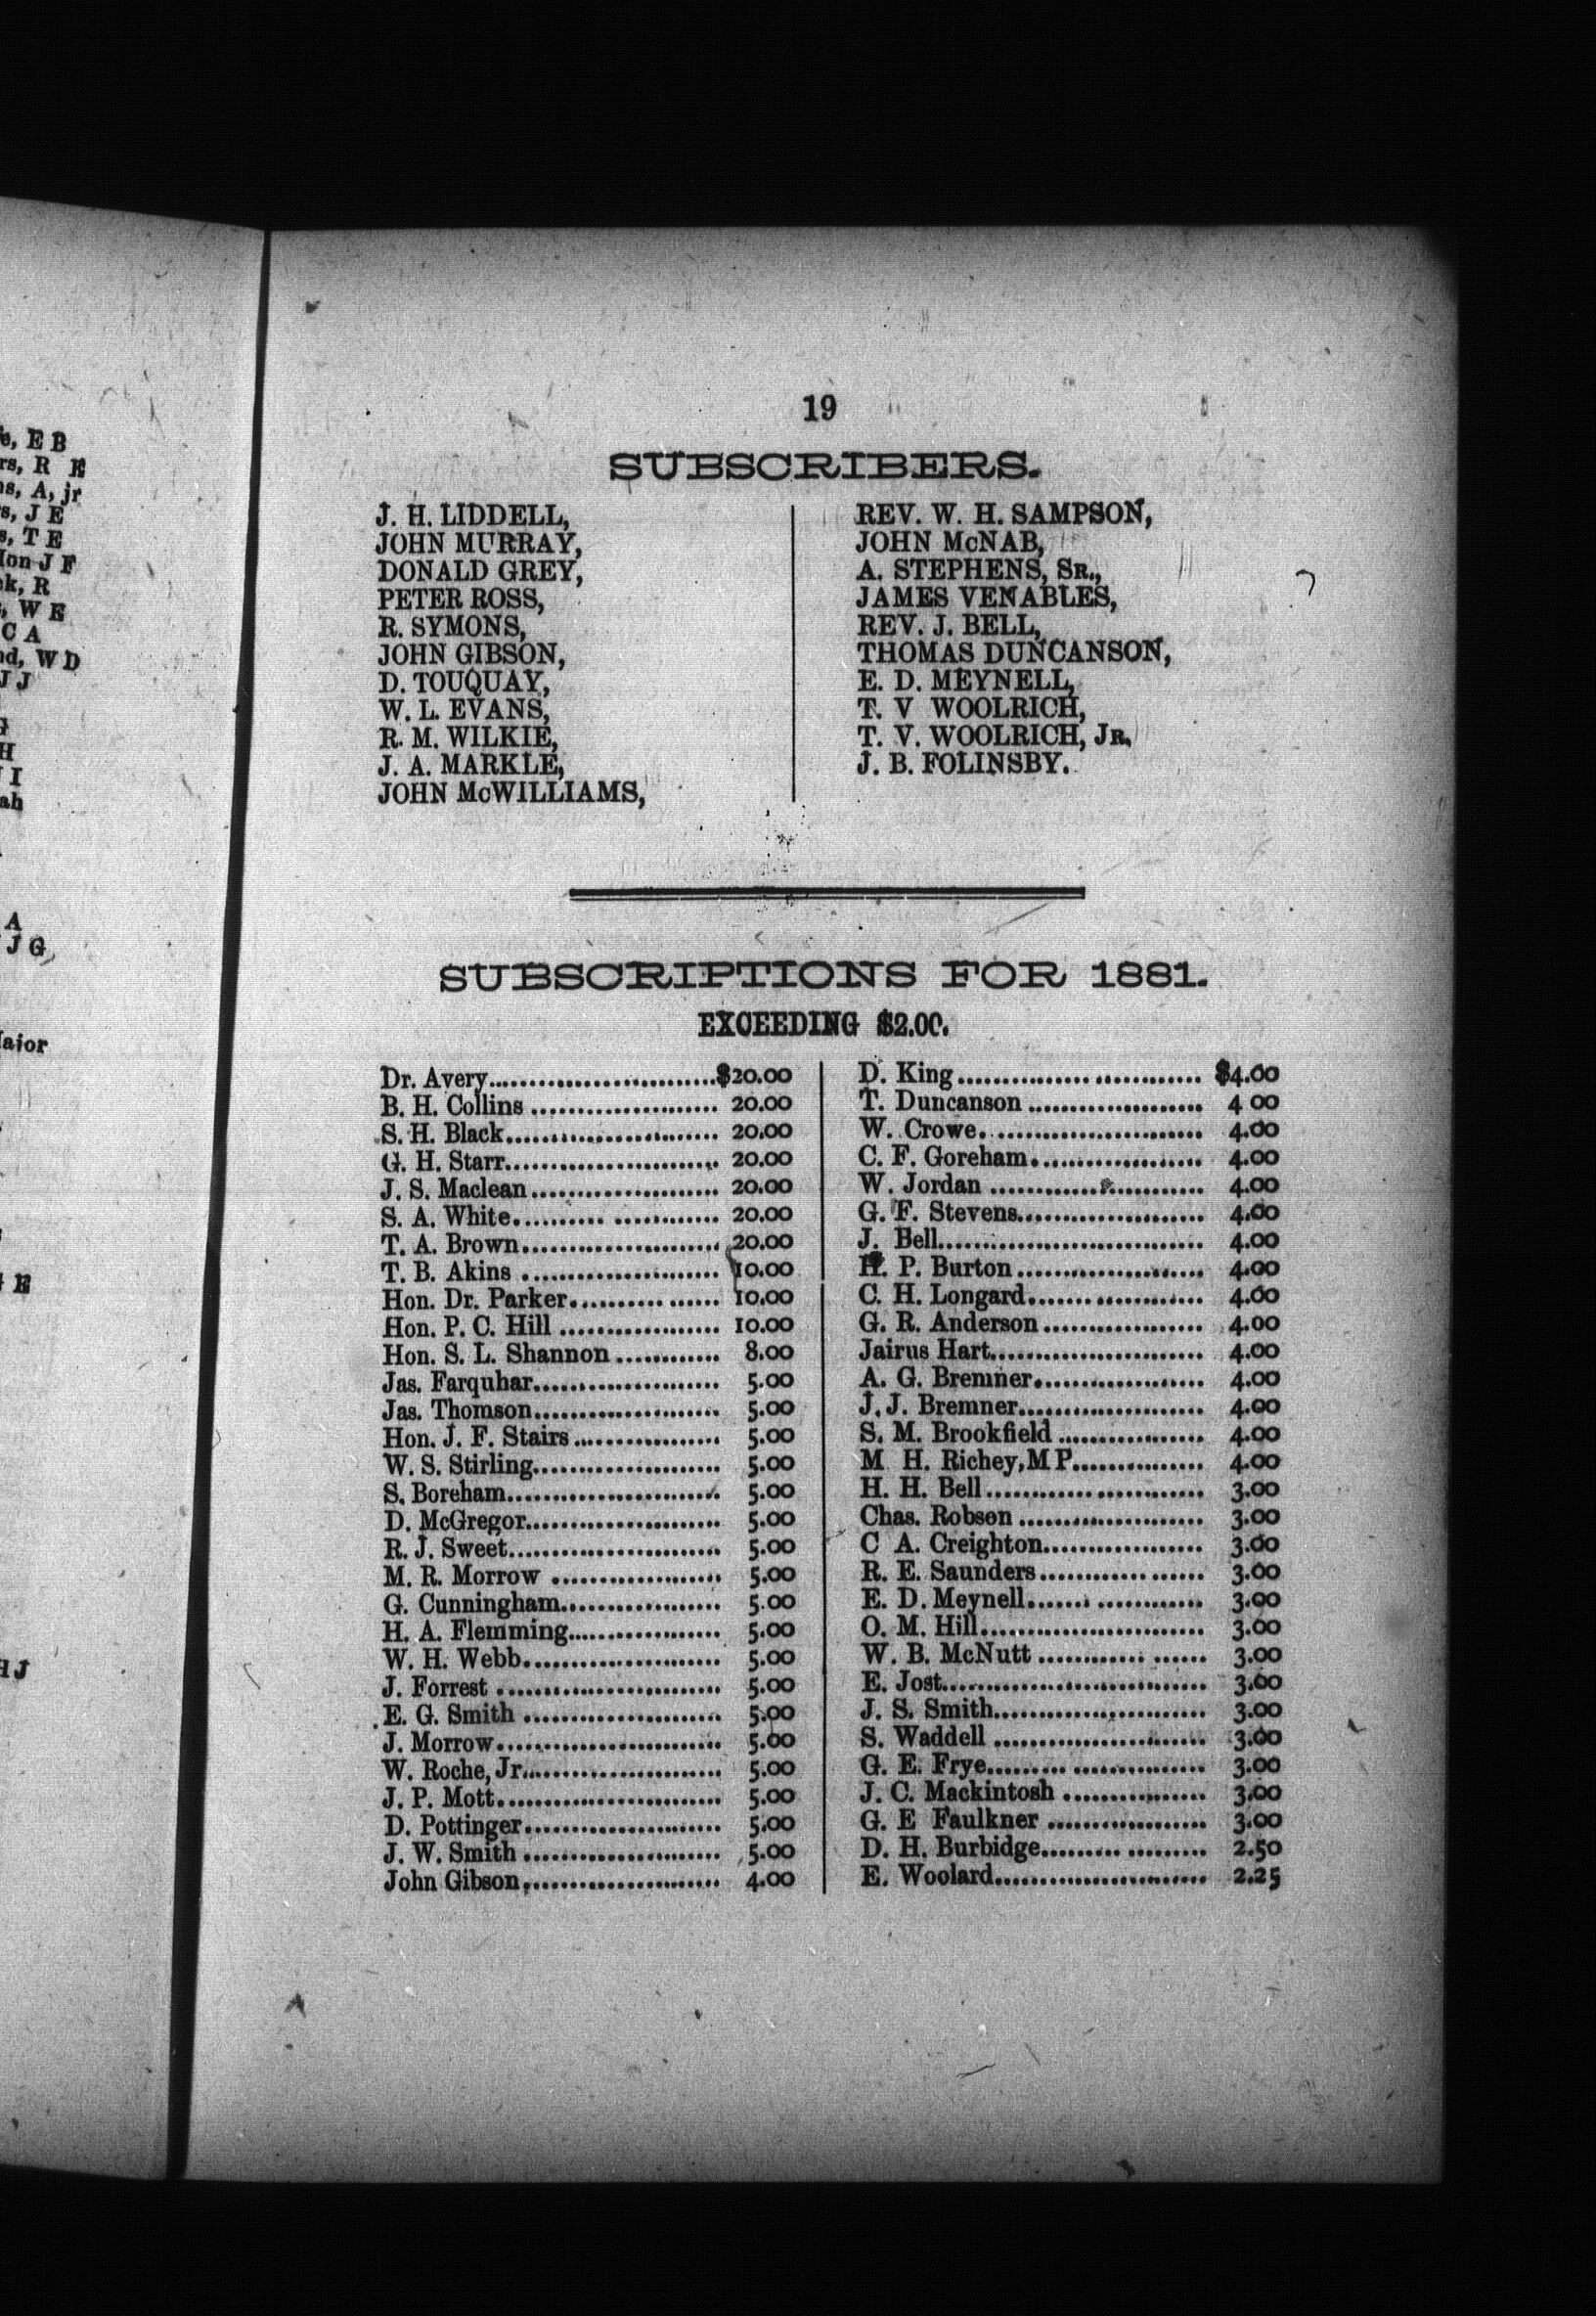 19
SUBSCRIBERS.
J. H. LIDDELL,
JOHN MURRAY,
DONALD GREY,
PETER ROSS,
R. SYMONS,
JOHN GIBSON,
D. TOUQUAY,
W. L. EVANS,
R. M. WILKIE,
J. A. MARKLE,
JOHN McWILLIAMS,
REV. W. H. SAMPSON,
JOHN McNAB,
A. STEPHENS, SR.,
JAMES VENABLES,
REV. J. BELL,
THOMAS DUNCANSON,
E. D. MEYNELL,
T. V WOOLRICH,
T. V. WOOLRICH, JR.
J. B. FOLINSBY.
SUBSCRIPTIONS FOR 1881.
EXCEEDING $2.00.
Dr. Avery........................$20.00
B. H. Collins ..................... 20.00
S. H. Black........................ 20.00
G. H. Starr........................ 20.00
J. S. Maclean..................... 20.00
S. A. White.......... ............ 20.00
T. A. Brown...................... 20.00
T. B. Akins ...................... 10.00
Hon. Dr. Parker.......... ...... 10.00
Hon. P. C. Hill .................. 10.00
Hon. S. L. Shannon............ 8.00
Jas. Farquhar..................... 5.00
Jas. Thomson..................... 5.00
Hon. J. F. Stairs................ 5.00
W. S. Stirling..................... 5.00
S. Boreham........................ 5.00
D. McGregor...................... 5.00
R. J. Sweet........................ 5.00
M. R. Morrow ................... 5.00
G. Cunningham.................. 5.00
H. A. Flemming................. 5.00
W. H. Webb...................... 5.00
J. Forrest ......................... 5.00
E. G. Smith ...................... 5.00
J. Morrow......................... 5.00
W. Roche, Jr...................... 5.00
J. P. Mott......................... 5.00
D. Pottinger...................... 5.00
J. W. Smith ...................... 5.00
John Gibson...................... 4.00
D. King............... ............ $4.00
T. Duncanson .................... 4 00
W. Crowe......................... 4.00
C. F. Goreham................... 4.00
W. Jordan ........................ 4.00
G. F. Stevens..................... 4.00
J. Bell............................. 4.00
H. P. Burton..................... 4.00
C. H. Longard....... ............ 4.00
G. R. Anderson.................. 4.00
Jairus Hart........................ 4.00
A. G. Bremner................... 4.00
J. J. Bremner..................... 4.00
S. M. Brookfield ................. 4.00
M H. Richey, M P............... 4.00
H. H. Bell............ ............ 3.00
Chas. Robson ..................... 3.00
C A. Creighton.................. 3.00
R. E. Saunders............ ...... 3.00
E. D. Meynell....... ............ 3.00
O. M. Hill......................... 3.00
W. B. McNutt ............ ...... 3.00
E. Jost.............................. 3.00
J. S. Smith........................ 3.00
S. Waddell ........................ 3.00
G. E. Frye......... ............... 3.00
J. C. Mackintosh ................ 3.00
G. E Faulkner .................. 3.00
D. H. Burbidge......... ......... 2.50
E. Woolard........................ 2.25